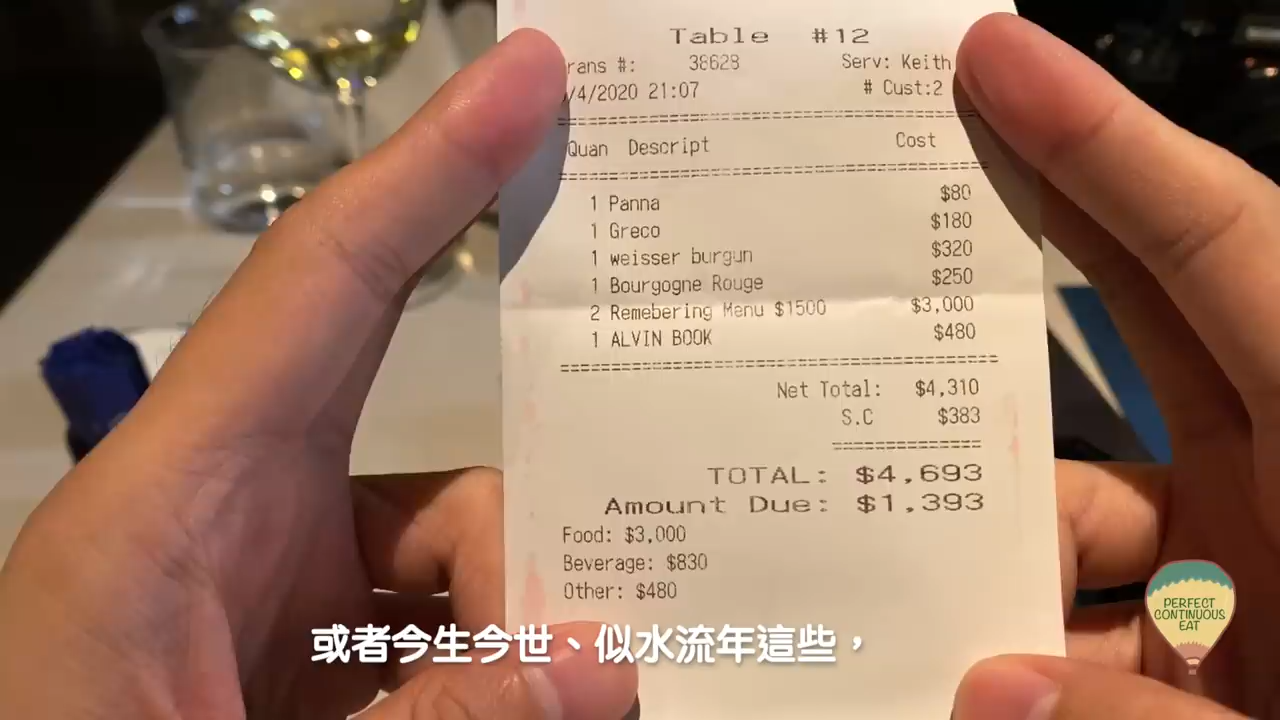 Table #12
rans #: 38628 Serv: Keith
/4/2020 21:07 # Cust:2
Quan Descript Cost
1 Panna $80
1 Greco $180
1 weisser burgun $320
1 Bourgogne Rouge $250
2 Remebering Menu $1500 $3,000
1 ALVIN BOOK $480
Net Total: $4,310
S.C $383
TOTAL: $4,693
Amount Due: $1,393
Food: $3,000
Beverage: $830
Other: $480
或者今生今世、似水流年這些，
PERFECT
CONTINUOUS
EAT